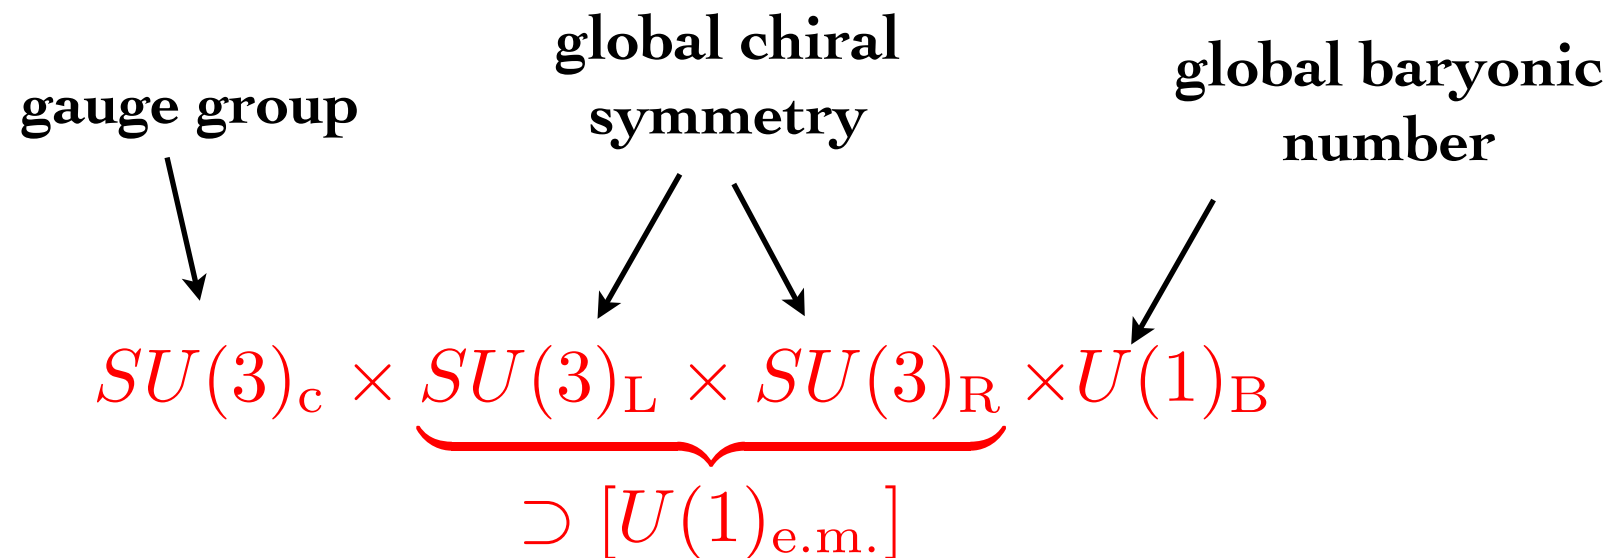 global chiral
symmetry
global baryonic
number
gauge group
SU(3)_c × SU(3)_L × SU(3)_R × U(1)_B
⊃ [U(1)_e.m.]